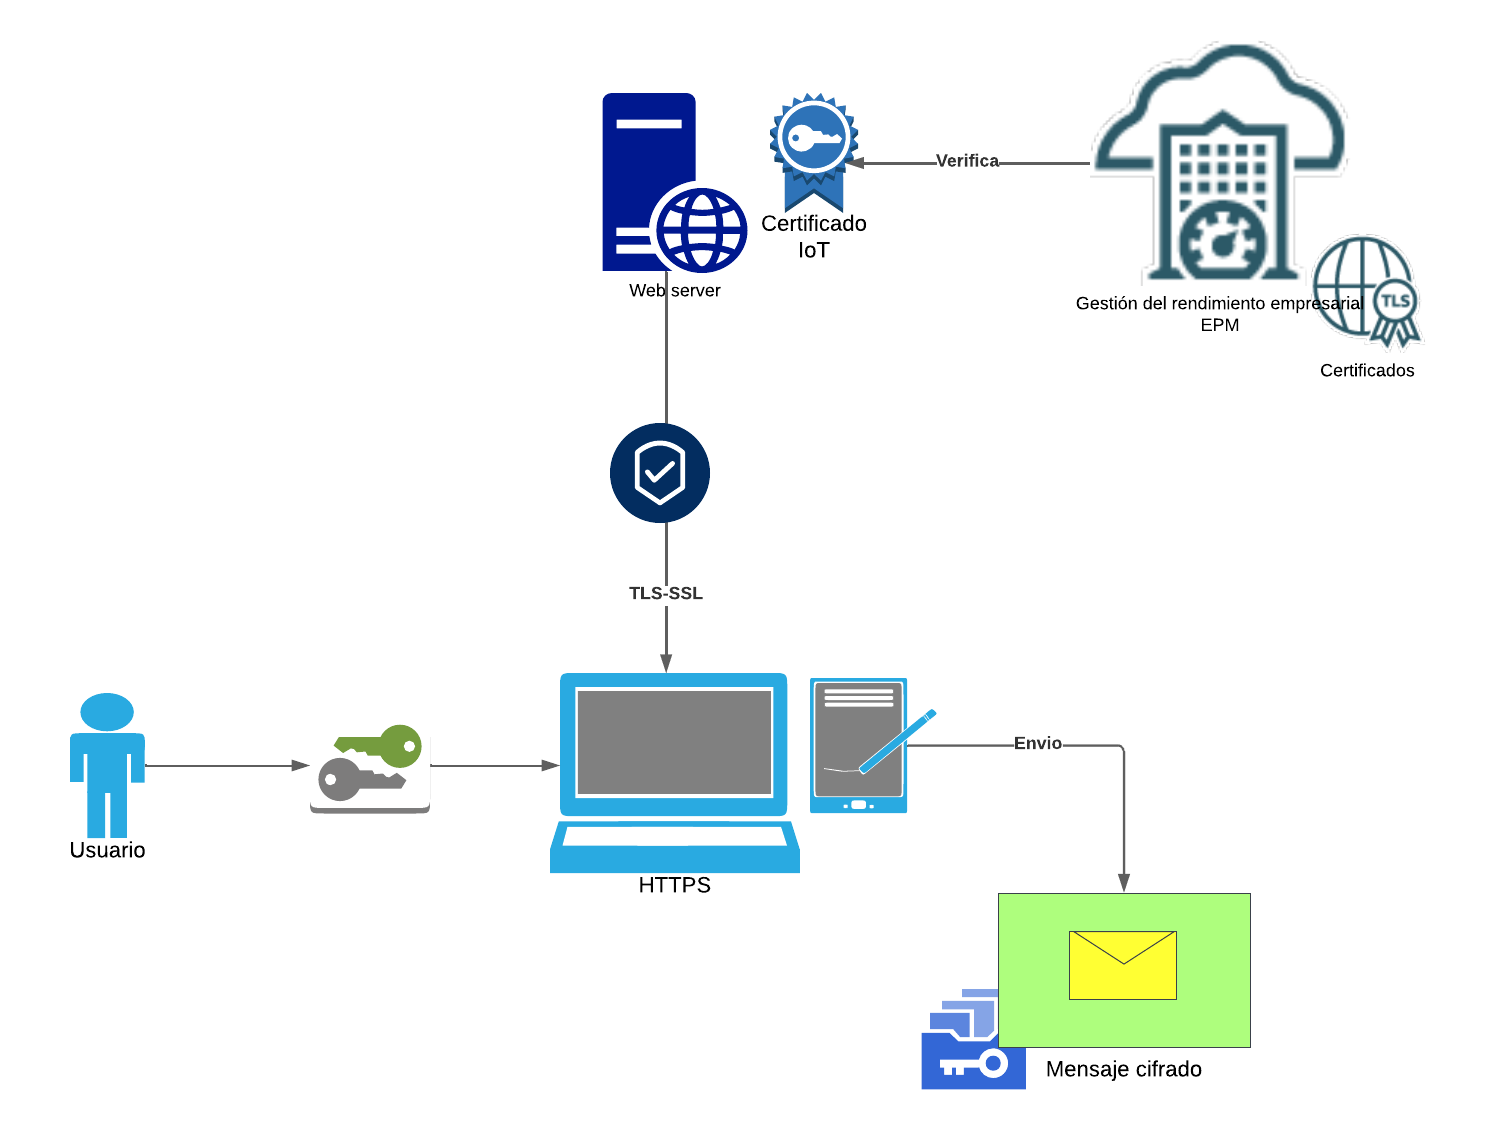 Verifica
Certificado
IoT
Web server
TLS
Gestión del rendimiento empresarial
EPM
Certificados
TLS-SSL
Envio
Usuario
HTTPS
Mensaje cifrado